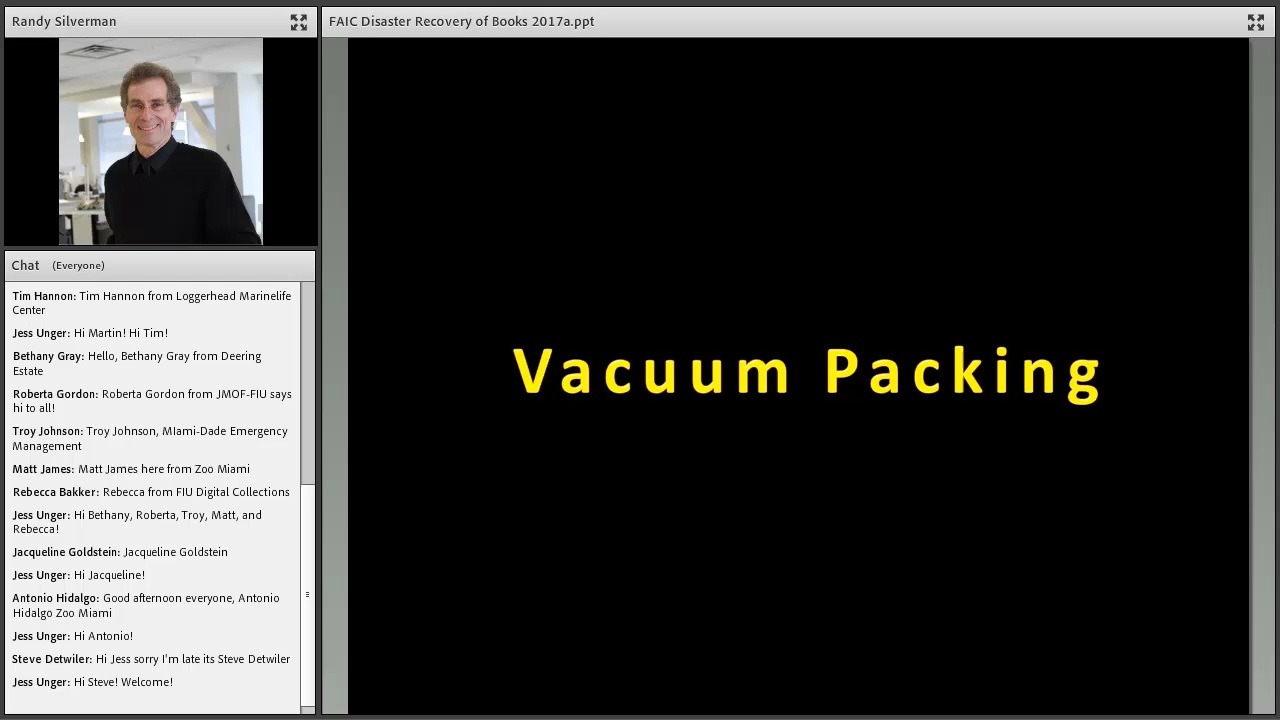 Randy Silverman
FAIC Disaster Recovery of Books 2017a.ppt
Chat (Everyone)
Tim Hannon: Tim Hannon from Loggerhead Marinelife
Center
Jess Unger: Hi Martin! Hi Tim!
Bethany Gray: Hello, Bethany Gray from Deering
Estate
Roberta Gordon: Roberta Gordon from JMOF-FIU says
hi to all!
Troy Johnson: Troy Johnson, MIami-Dade Emergency
Management
Matt James: Matt James here from Zoo Miami
Rebecca Bakker: Rebecca from FIU Digital Collections
Jess Unger: Hi Bethany, Roberta, Troy, Matt, and
Rebecca!
Jacqueline Goldstein: Jacqueline Goldstein
Jess Unger: Hi Jacqueline!
Antonio Hidalgo: Good afternoon everyone, Antonio
Hidalgo Zoo Miami
Jess Unger: Hi Antonio!
Steve Detwiler: Hi Jess sorry I'm late its Steve Detwiler
Jess Unger: Hi Steve! Welcome!
Vacuum Packing